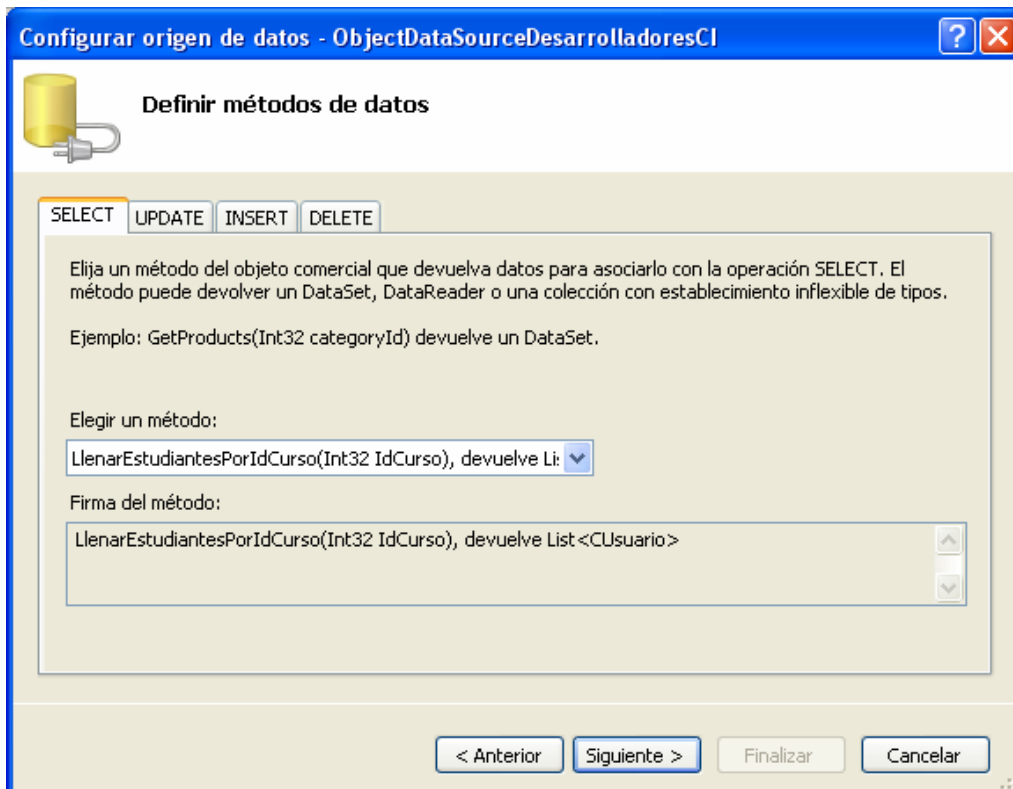 Configurar origen de datos - ObjectDataSourceDesarrolladoresCI
Definir métodos de datos
SELECT UPDATE INSERT DELETE
Elija un método del objeto comercial que devuelva datos para asociarlo con la operación SELECT. El
método puede devolver un DataSet, DataReader o una colección con establecimiento inflexible de tipos.
Ejemplo: GetProducts(Int32 categoryId) devuelve un DataSet.
Elegir un método:
LlenarEstudiantesPorIdCurso(Int32 IdCurso), devuelve Li
Firma del método:
LlenarEstudiantesPorIdCurso(Int32 IdCurso), devuelve List<CUsuario>
< Anterior Siguiente > Finalizar Cancelar